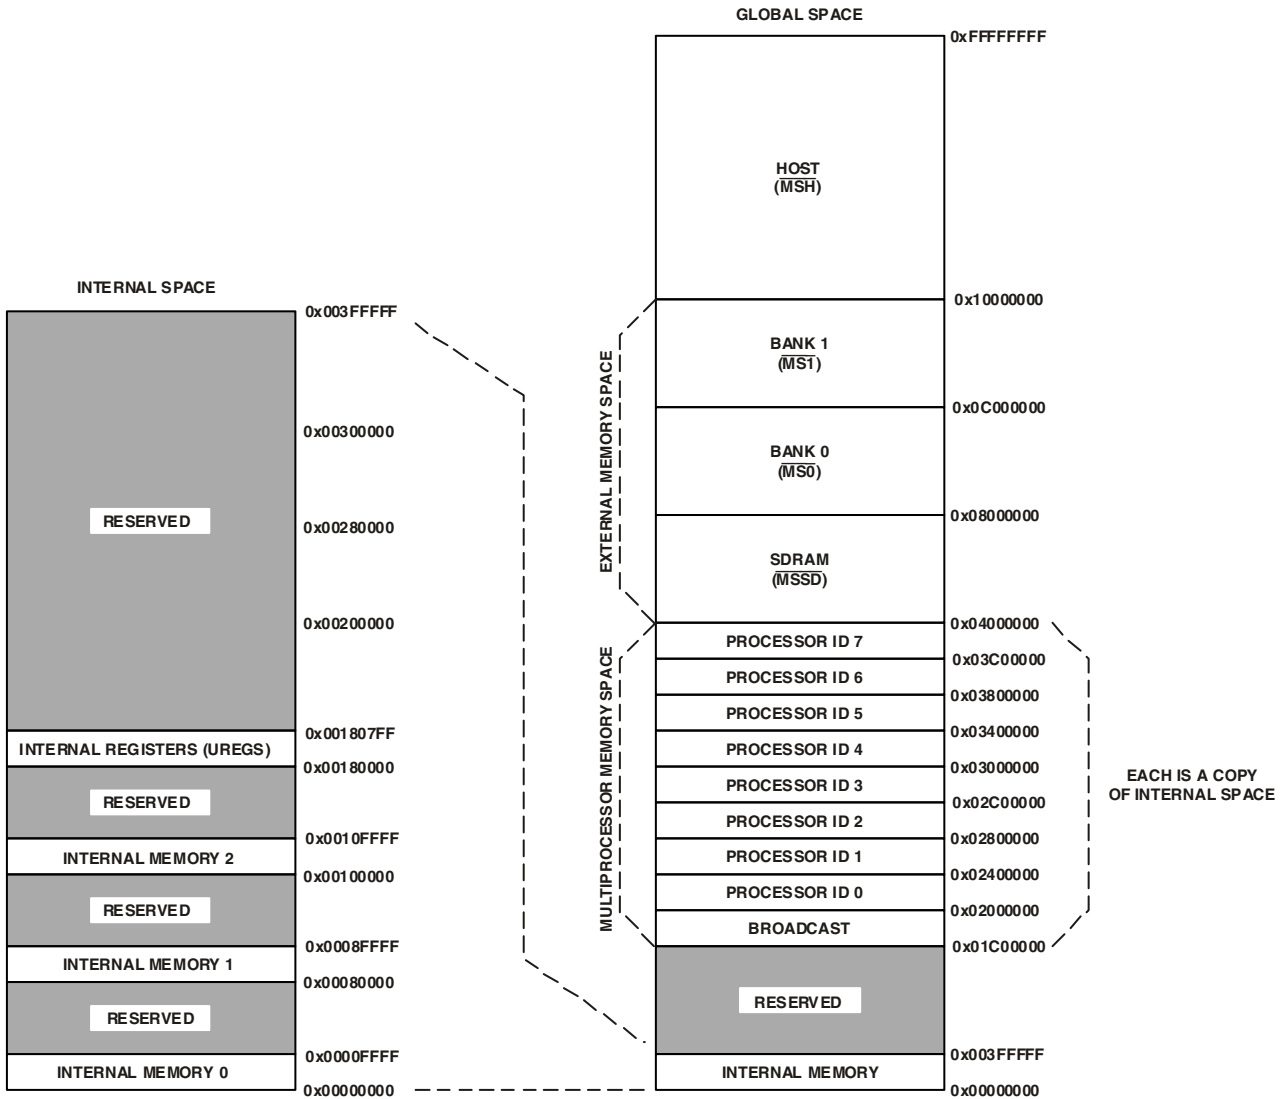 GLOBAL SPACE
0xFFFFFFFF
HOST
(MSH)
0x10000000
BANK 1
(MS1)
0x0C000000
BANK 0
(MS0)
0x08000000
SDRAM
(MSSD)
0x04000000
PROCESSOR ID 7
0x03C00000
PROCESSOR ID 6
0x03800000
PROCESSOR ID 5
0x03400000
PROCESSOR ID 4
0x03000000
PROCESSOR ID 3
0x02C00000
PROCESSOR ID 2
0x02800000
PROCESSOR ID 1
0x02400000
PROCESSOR ID 0
0x02000000
BROADCAST
0x01C00000
RESERVED
0x003FFFFF
INTERNAL MEMORY
0x00000000
EXTERNAL MEMORY SPACE
MULTIPROCESSOR MEMORY SPACE
EACH IS A COPY
OF INTERNAL SPACE
INTERNAL SPACE
0x003FFFFF
0x00300000
RESERVED
0x00280000
0x00200000
0x001807FF
INTERNAL REGISTERS (UREGS)
0x00180000
RESERVED
0x0010FFFF
INTERNAL MEMORY 2
0x00100000
RESERVED
0x0008FFFF
INTERNAL MEMORY 1
0x00080000
RESERVED
0x0000FFFF
INTERNAL MEMORY 0
0x00000000